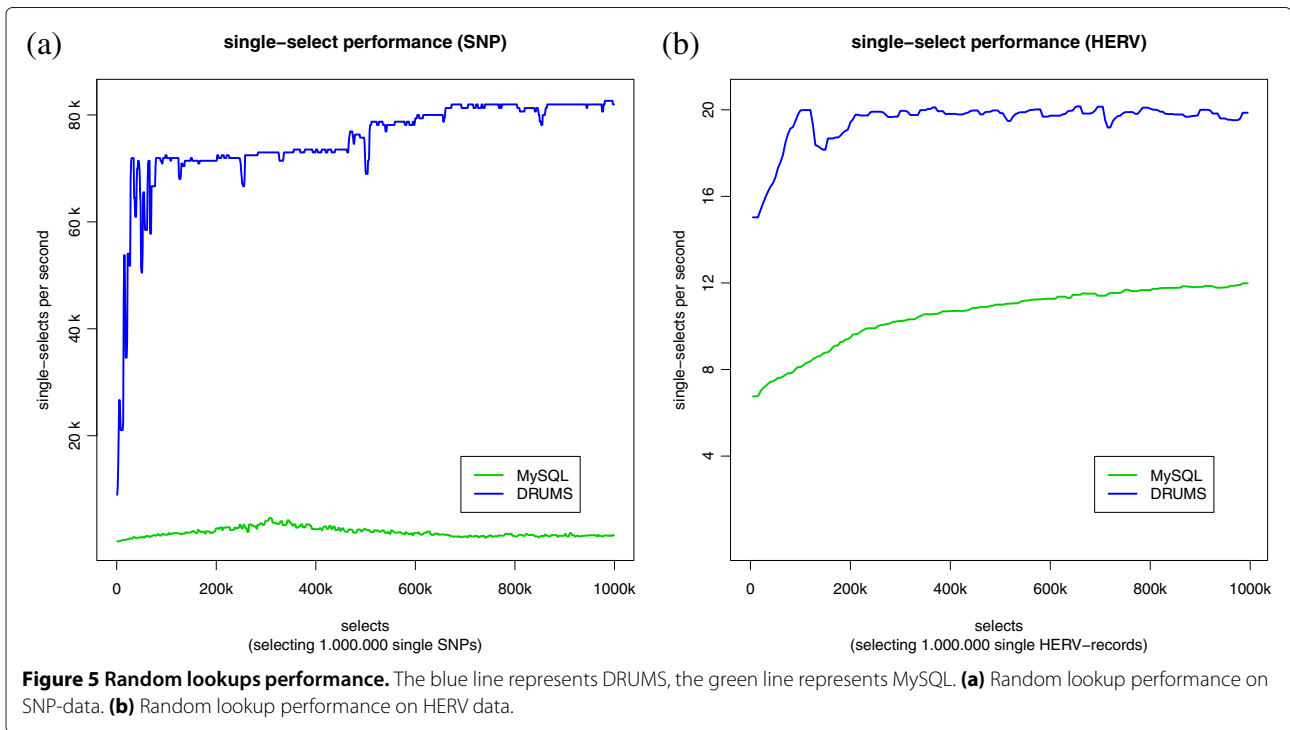 (a)
single−select performance (SNP)
single−selects per second
20 k
40 k
60 k
80 k
MySQL
DRUMS
0
200k
400k
600k
800k
1000k
selects
(selecting 1.000.000 single SNPs)
(b)
single−select performance (HERV)
single−selects per second
4
8
12
16
20
MySQL
DRUMS
0
200k
400k
600k
800k
1000k
selects
(selecting 1.000.000 single HERV−records)
Figure 5 Random lookups performance. The blue line represents DRUMS, the green line represents MySQL. (a) Random lookup performance on
SNP-data. (b) Random lookup performance on HERV data.